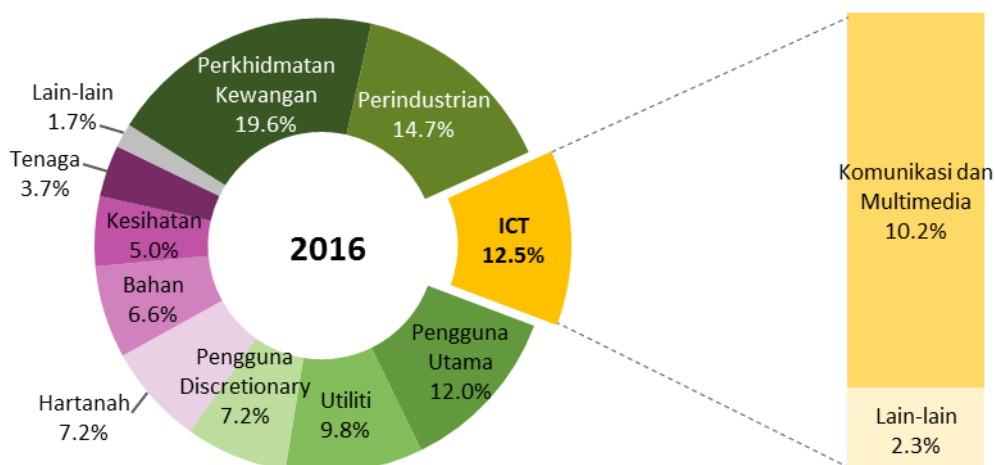 Perkhidmatan
Kewangan
19.6%
Perindustrian
14.7%
ICT
12.5%
Pengguna
Utama
12.0%
Utiliti
9.8%
Pengguna
Discretionary
7.2%
Hartanah
7.2%
Bahan
6.6%
Kesihatan
5.0%
Tenaga
3.7%
Lain-lain
1.7%
2016
Komunikasi dan
Multimedia
10.2%
Lain-lain
2.3%